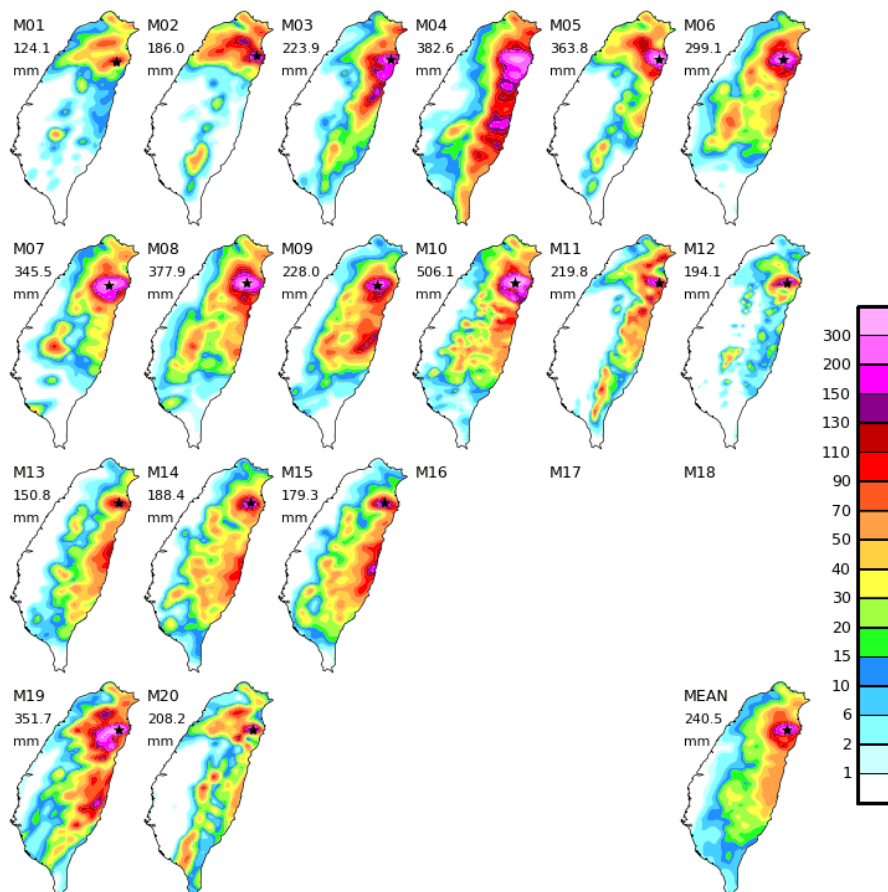 M01 M02 M03 M04 M05 M06
124.1 186.0 223.9 382.6 363.8 299.1
mm mm mm mm mm mm
M07 M08 M09 M10 M11 M12
345.5 377.9 228.0 506.1 219.8 194.1
mm mm mm mm mm mm
M13 M14 M15 M16 M17 M18
150.8 188.4 179.3
mm mm mm
M19 M20 MEAN
351.7 208.2 240.5
mm mm mm
300
200
150
130
110
90
70
50
40
30
20
15
10
6
2
1